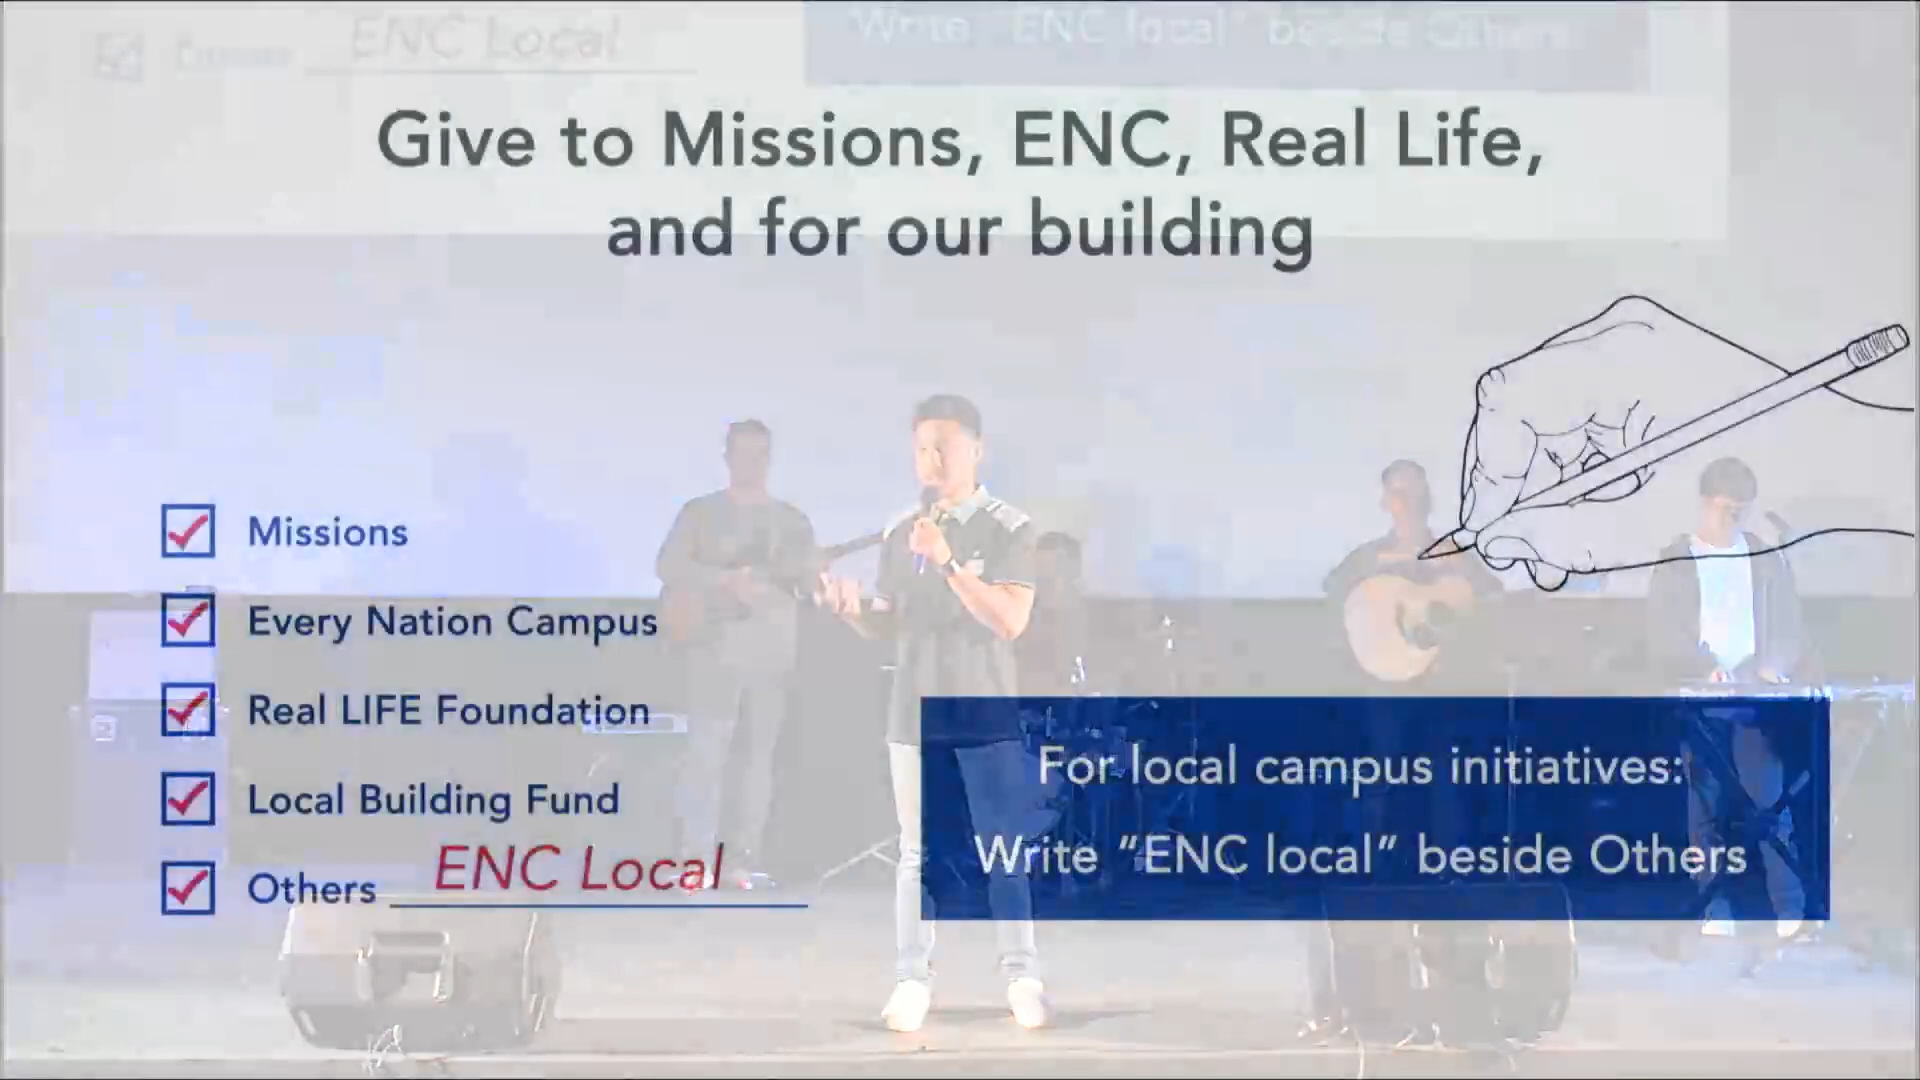 ENC Local
Write "ENC local" beside Others
Give to Missions, ENC, Real Life,
and for our building
Missions
Every Nation Campus
Real LIFE Foundation
Local Building Fund
Others ENC Local
For local campus initiatives:
Write “ENC local” beside Others